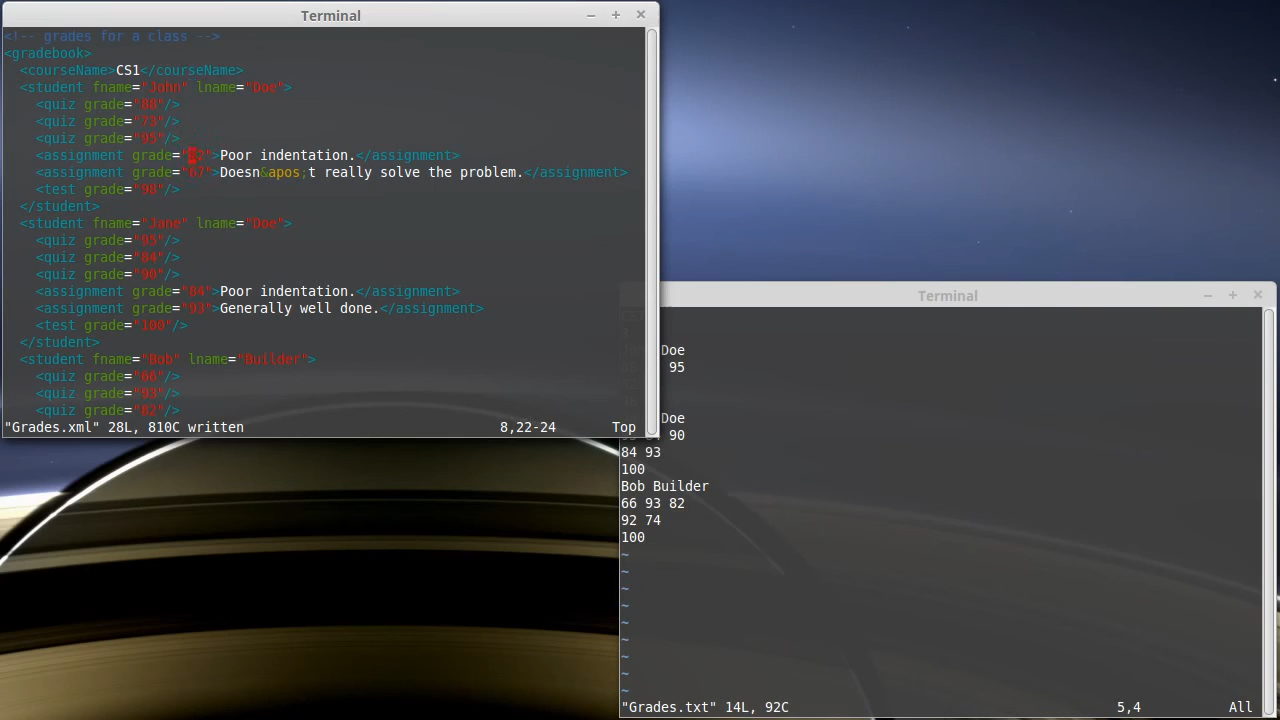 Terminal
<!-- grades for a class -->
<gradebook>
<courseName>CS1</courseName>
<student fname="John" lname="Doe">
<quiz grade="88"/>
<quiz grade="73"/>
<quiz grade="95"/>
<assignment grade="82">Poor indentation.</assignment>
<assignment grade="67">Doesn&apos;t really solve the problem.</assignment>
<test grade="98"/>
</student>
<student fname="Jane" lname="Doe">
<quiz grade="95"/>
<quiz grade="84"/>
<quiz grade="90"/>
<assignment grade="84">Poor indentation.</assignment>
<assignment grade="93">Generally well done.</assignment>
<test grade="100"/>
</student>
<student fname="Bob" lname="Builder">
<quiz grade="66"/>
<quiz grade="93"/>
<quiz grade="82"/>
"Grades.xml" 28L, 810C written 8,22-24 Top
Terminal
Doe
95
Doe
90
84 93
100
Bob Builder
66 93 82
92 74
100
~
~
~
~
~
~
~
~
~
"Grades.txt" 14L, 92C 5,4 All